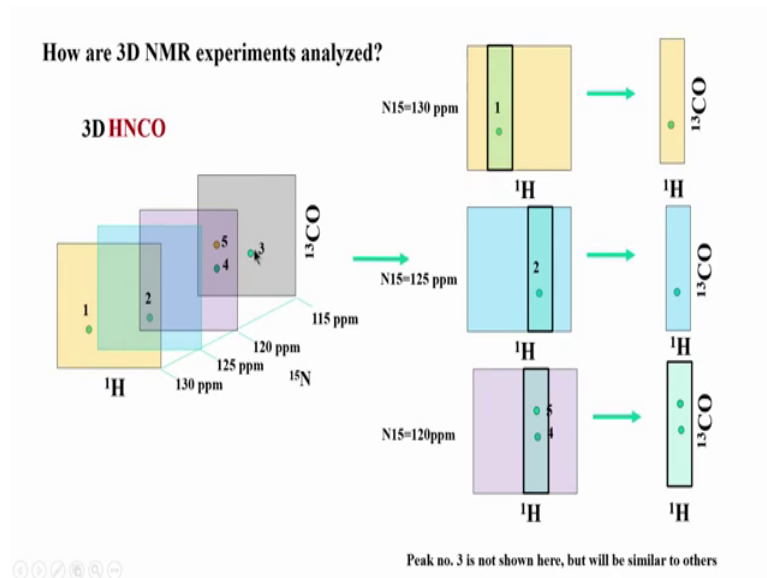 How are 3D NMR experiments analyzed?
3D HNCO
1
2
5
4
3
¹³CO
¹H
130 ppm
125 ppm
120 ppm
115 ppm
¹⁵N
N15=130 ppm
1
¹H
¹³CO
¹H
N15=125 ppm
2
¹H
¹³CO
¹H
N15=120ppm
5
4
¹H
¹³CO
¹H
Peak no. 3 is not shown here, but will be similar to others